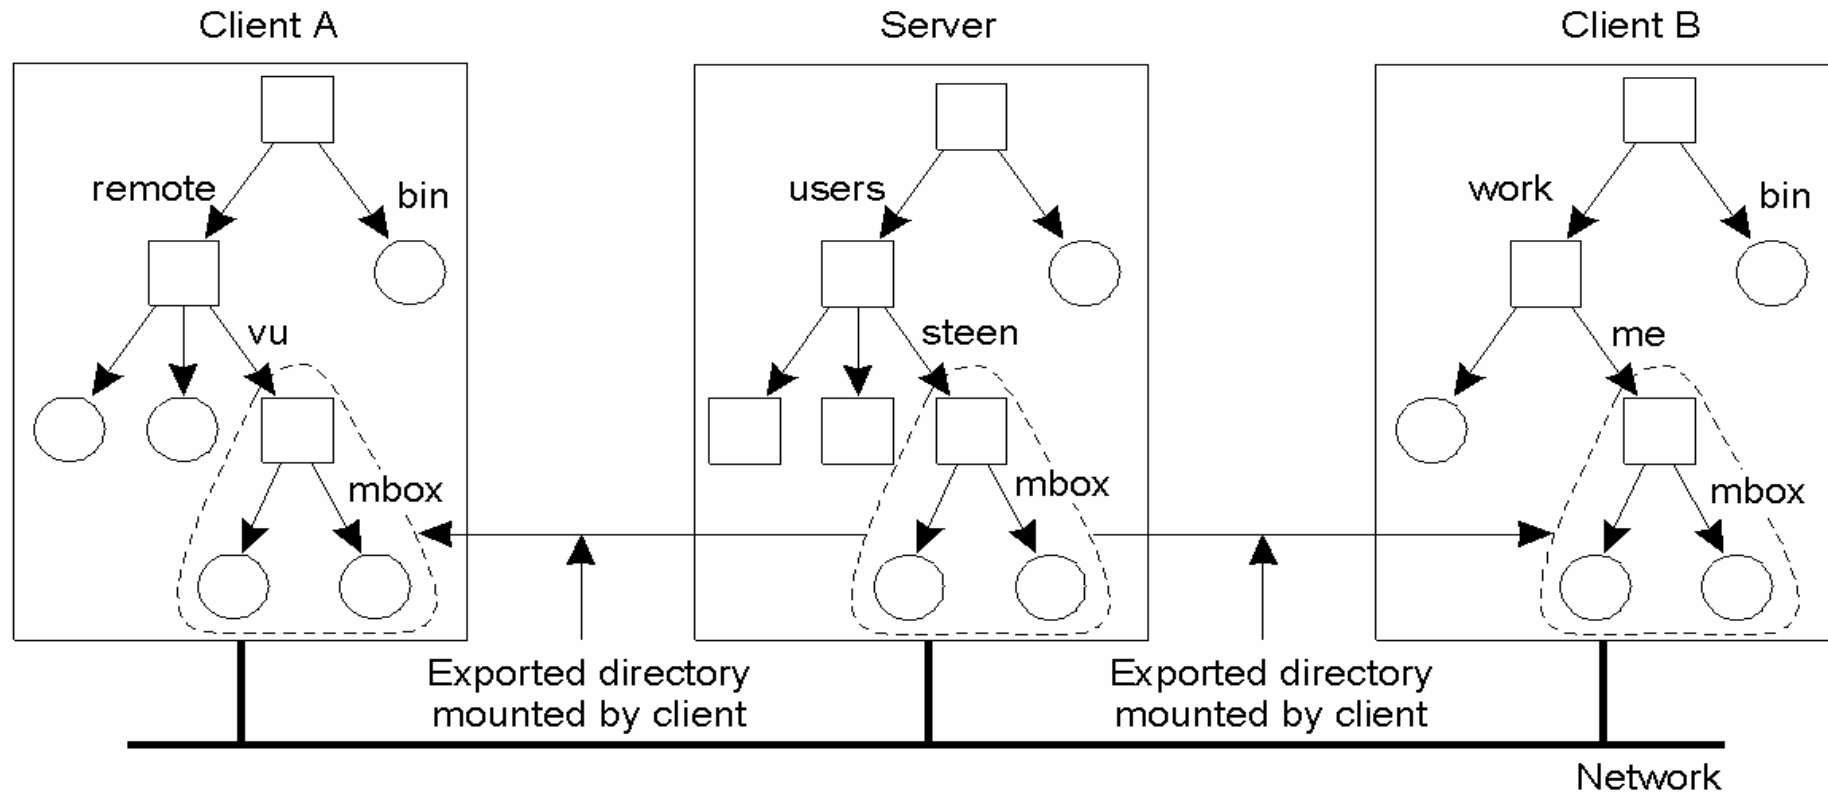 Client A
Server
Client B
remote
bin
users
work
bin
vu
steen
me
mbox
mbox
mbox
Exported directory
mounted by client
Exported directory
mounted by client
Network